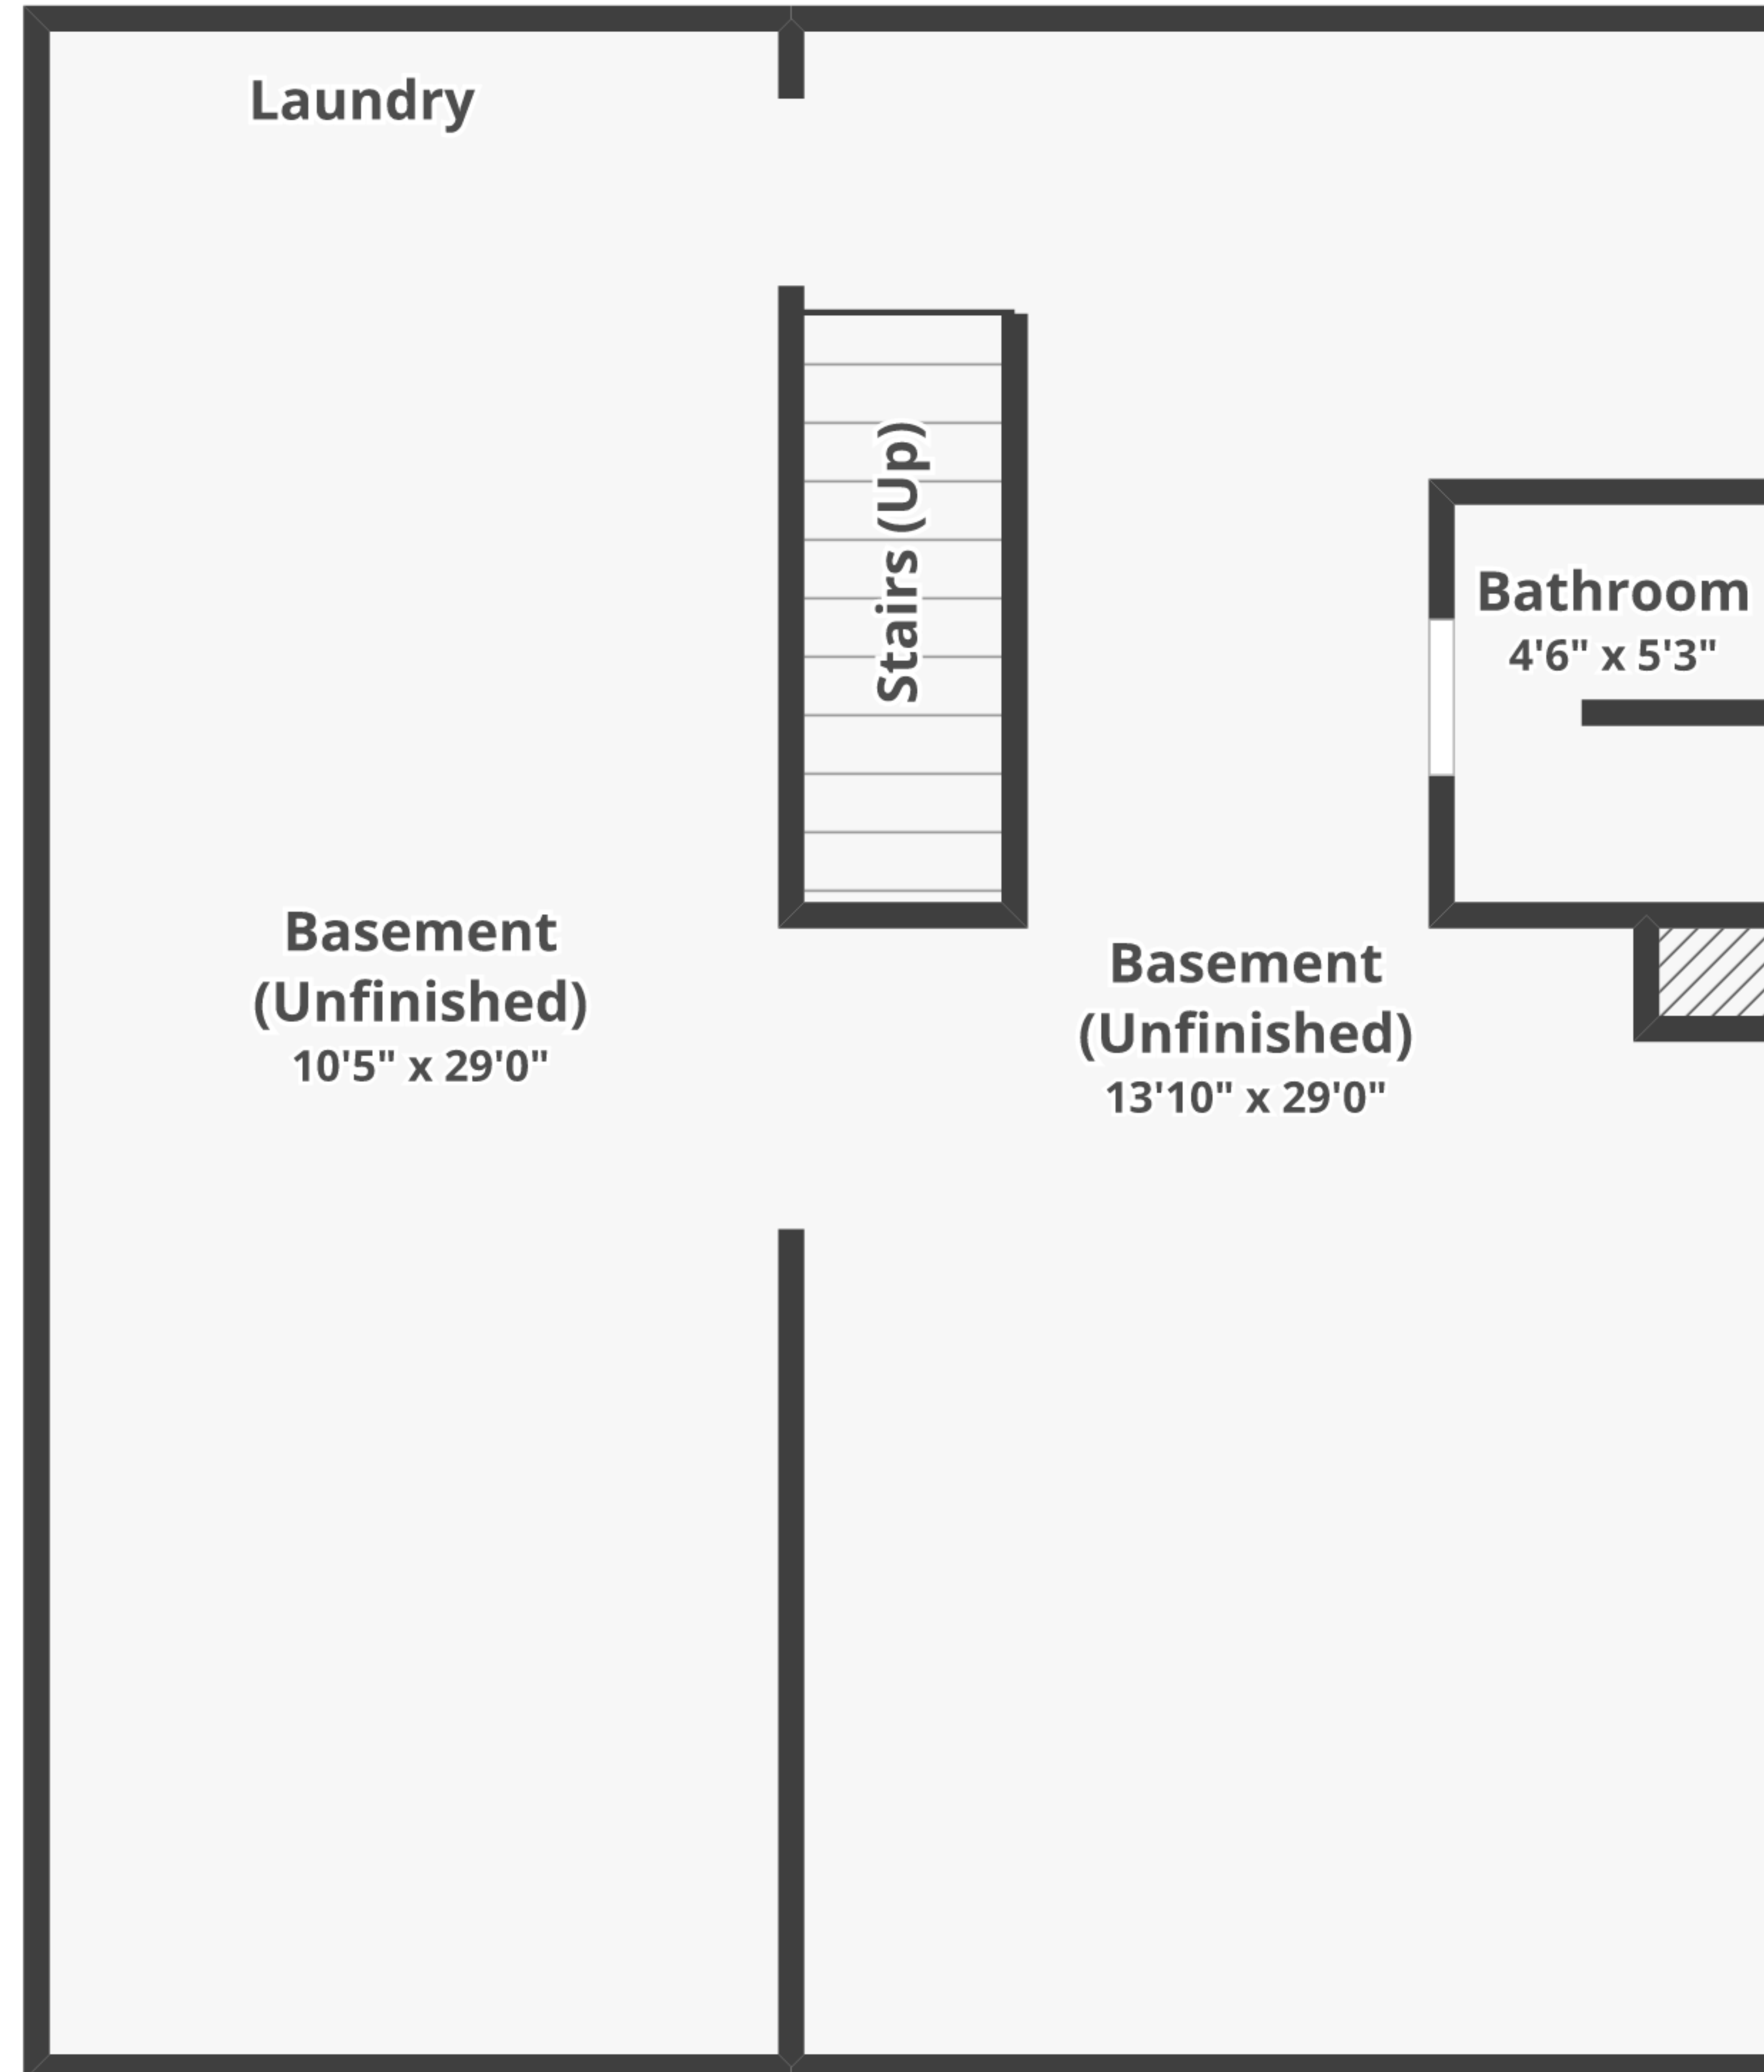 Laundry
Stairs (Up)
Bathroom
4'6" x 5'3"
Basement
(Unfinished)
10'5" x 29'0"
Basement
(Unfinished)
13'10" x 29'0"